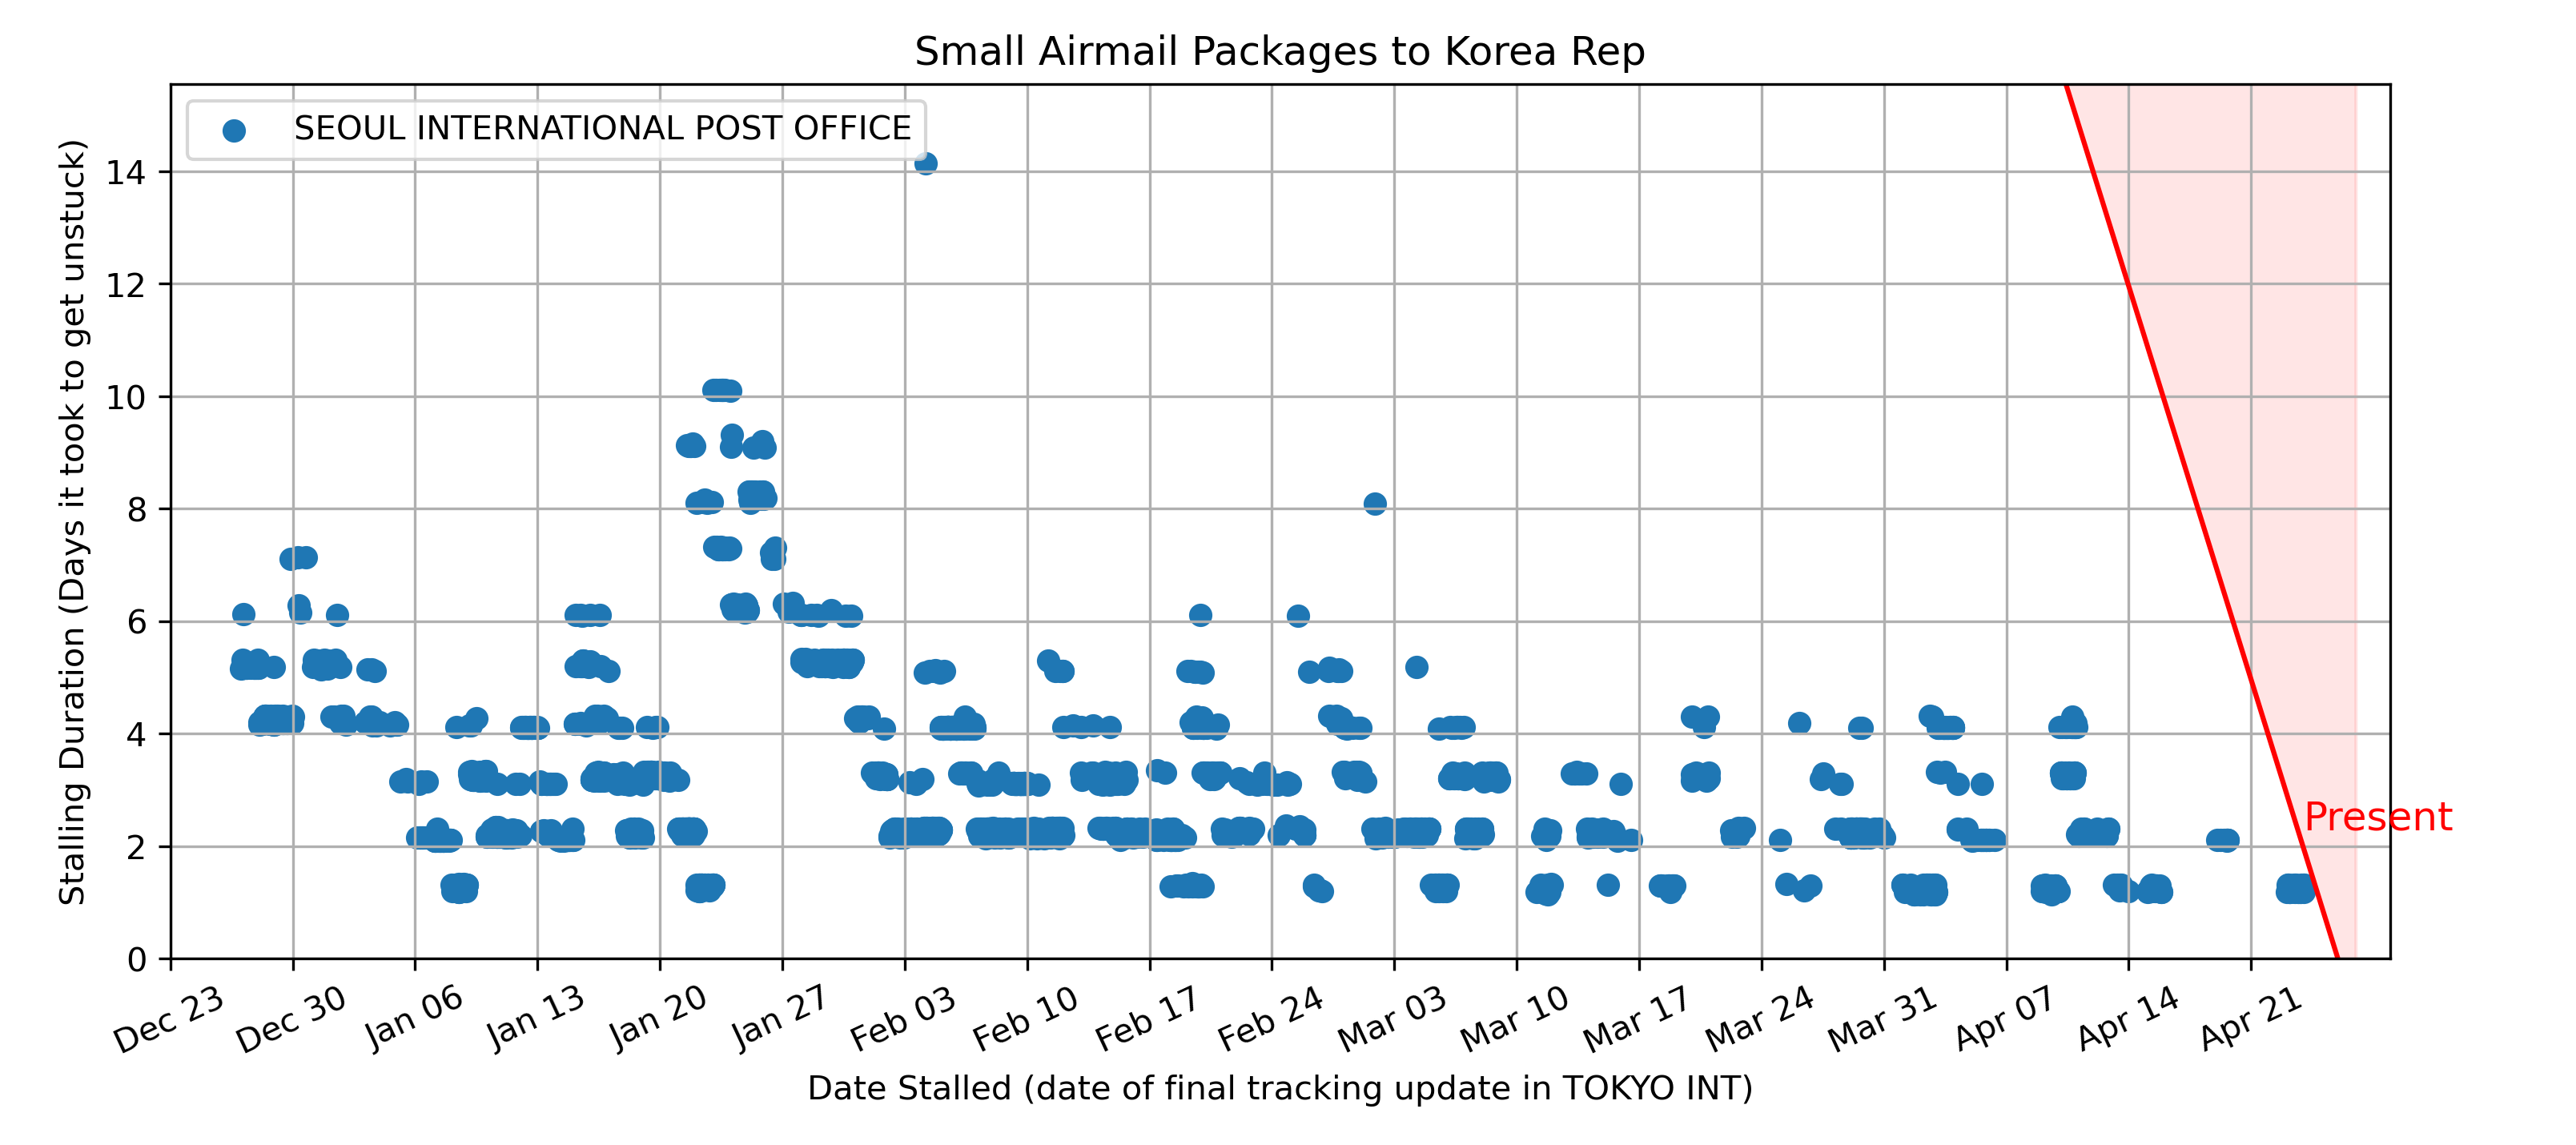 Small Airmail Packages to Korea Rep
SEOUL INTERNATIONAL POST OFFICE
Stalling Duration (Days it took to get unstuck)
14
12
10
8
6
4
2
0
Present
Dec 23
Dec 30
Jan 06
Jan 13
Jan 20
Jan 27
Feb 03
Feb 10
Feb 17
Feb 24
Mar 03
Mar 10
Mar 17
Mar 24
Mar 31
Apr 07
Apr 14
Apr 21
Date Stalled (date of final tracking update in TOKYO INT)